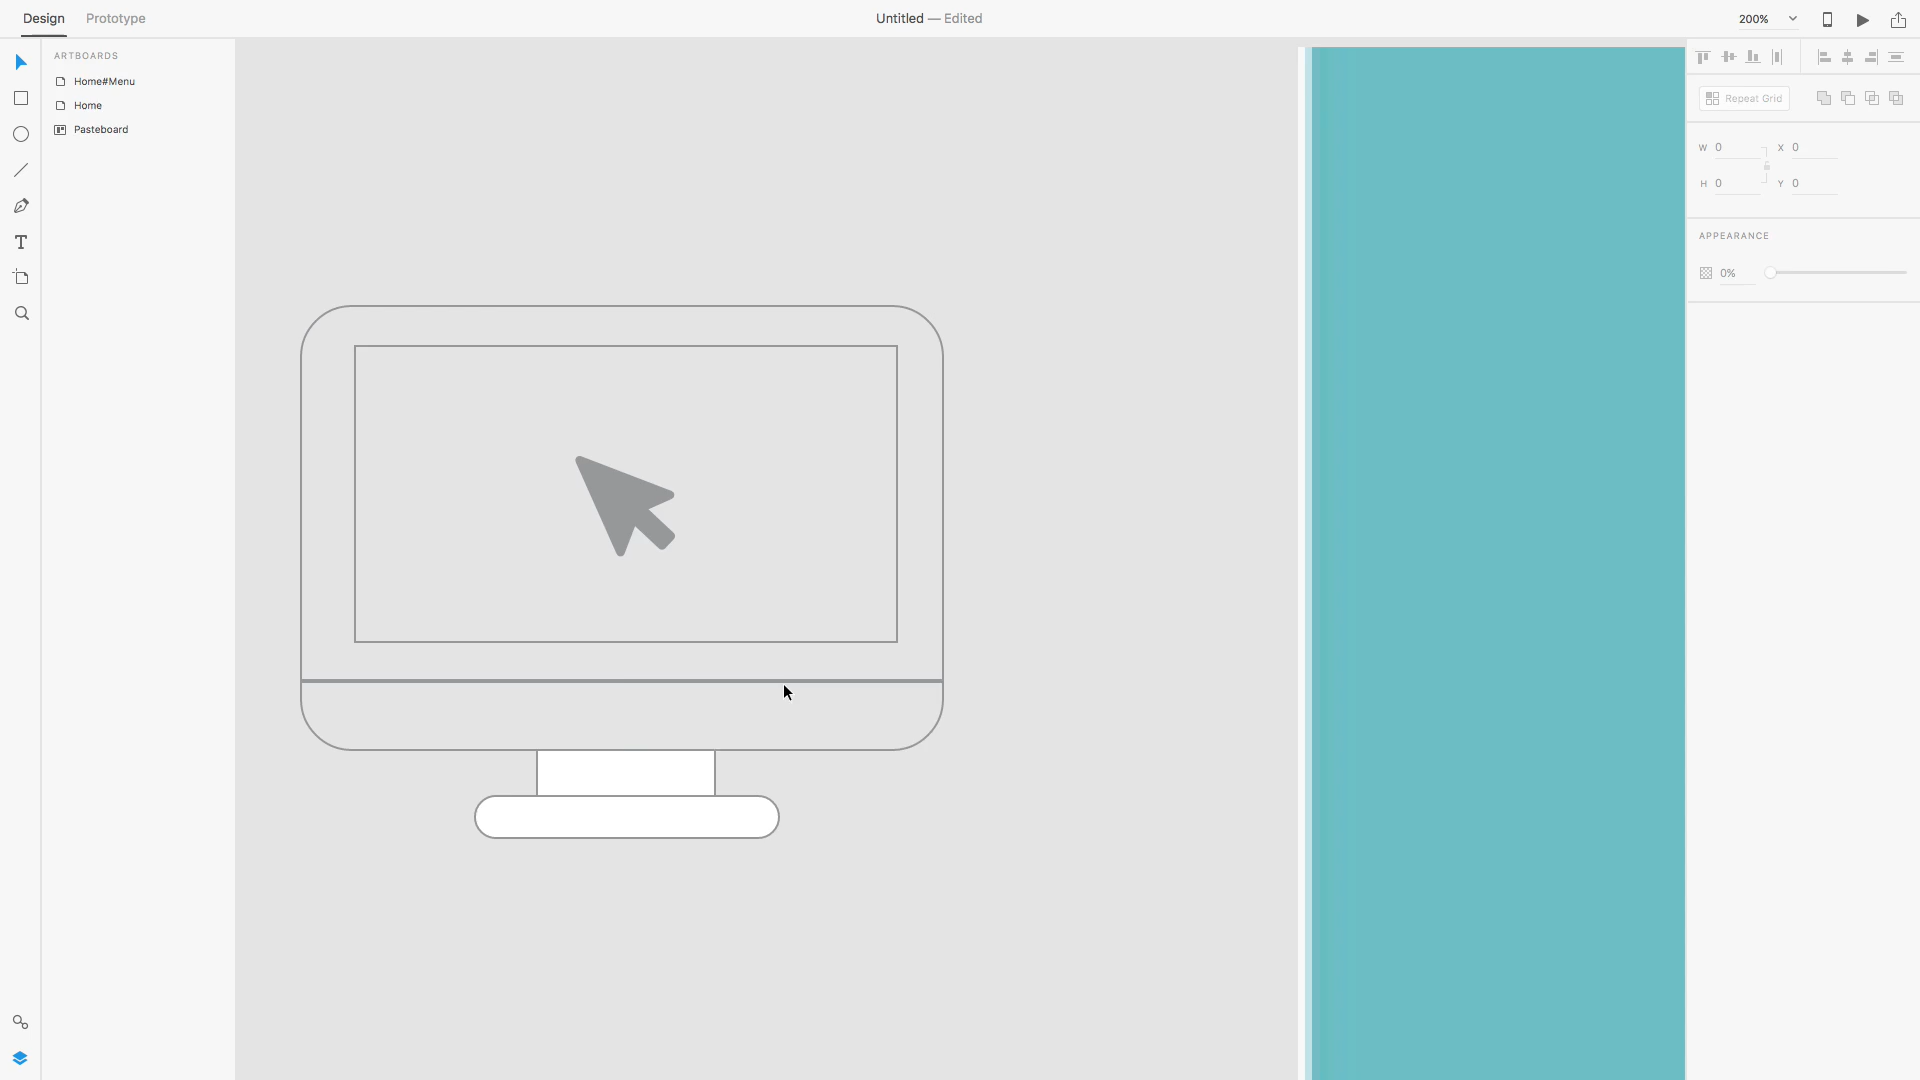 Design Prototype Untitled — Edited 200%
ARTBOARDS
Home#Menu
Home
Pasteboard
Repeat Grid
W 0 X 0
H 0 Y 0
APPEARANCE
0%